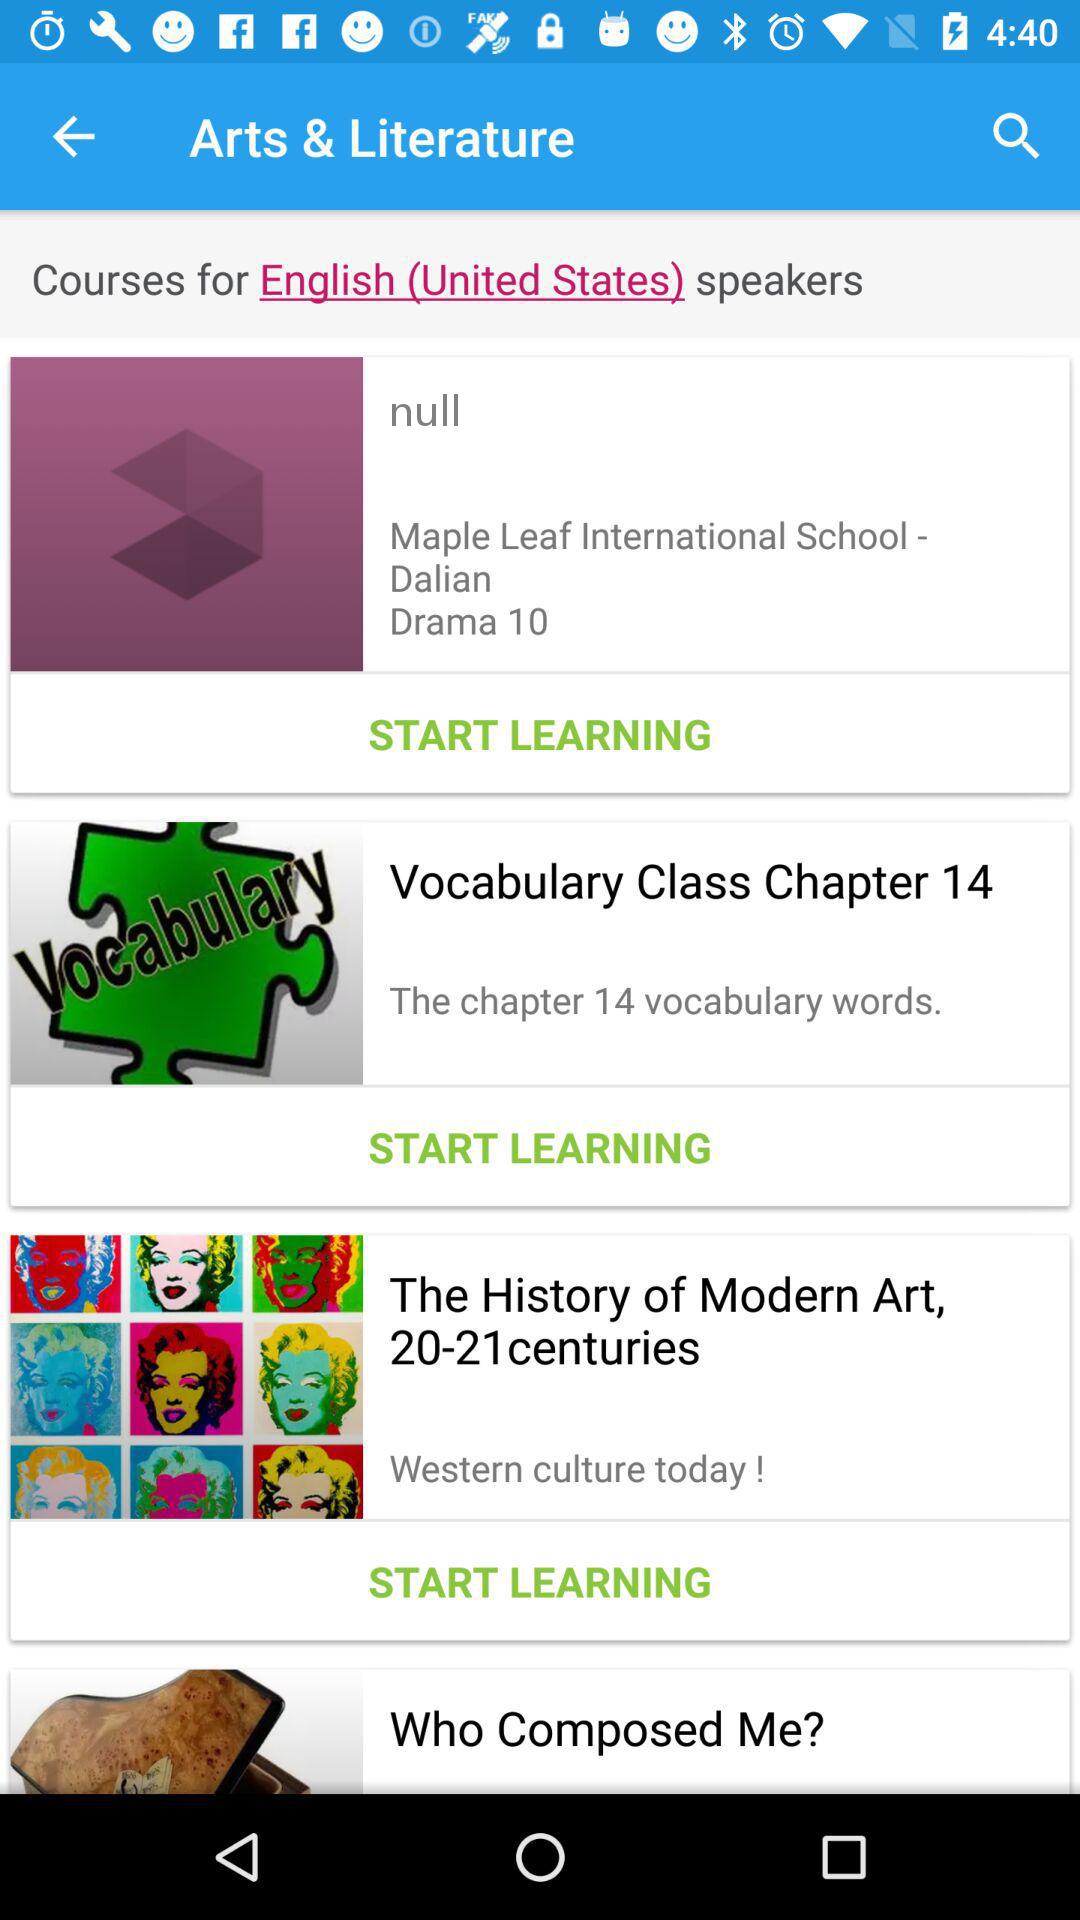 FAKE
4:40
Arts & Literature
Courses for English (United States) speakers
null
Maple Leaf International School -
Dalian
Drama 10
START LEARNING
Vocabulary
Vocabulary Class Chapter 14
The chapter 14 vocabulary words.
START LEARNING
The History of Modern Art,
20-21centuries
Western culture today !
START LEARNING
Who Composed Me?